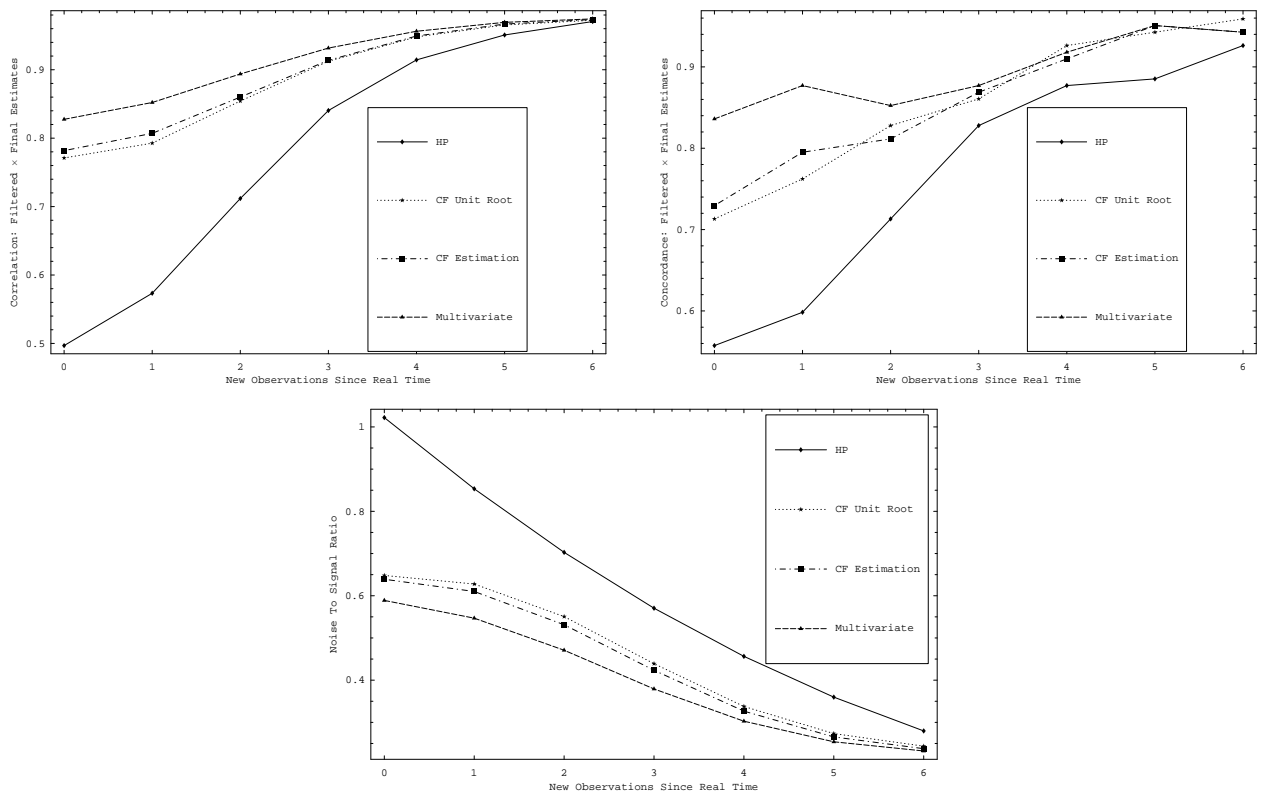 Correlation: Filtered × Final Estimates
0.9
0.8
0.7
0.6
0.5
HP
CF Unit Root
CF Estimation
Multivariate
0 1 2 3 4 5 6
New Observations Since Real Time
Concordance: Filtered × Final Estimates
0.9
0.8
0.7
0.6
HP
CF Unit Root
CF Estimation
Multivariate
0 1 2 3 4 5 6
New Observations Since Real Time
Noise To Signal Ratio
1
0.8
0.6
0.4
HP
CF Unit Root
CF Estimation
Multivariate
0 1 2 3 4 5 6
New Observations Since Real Time